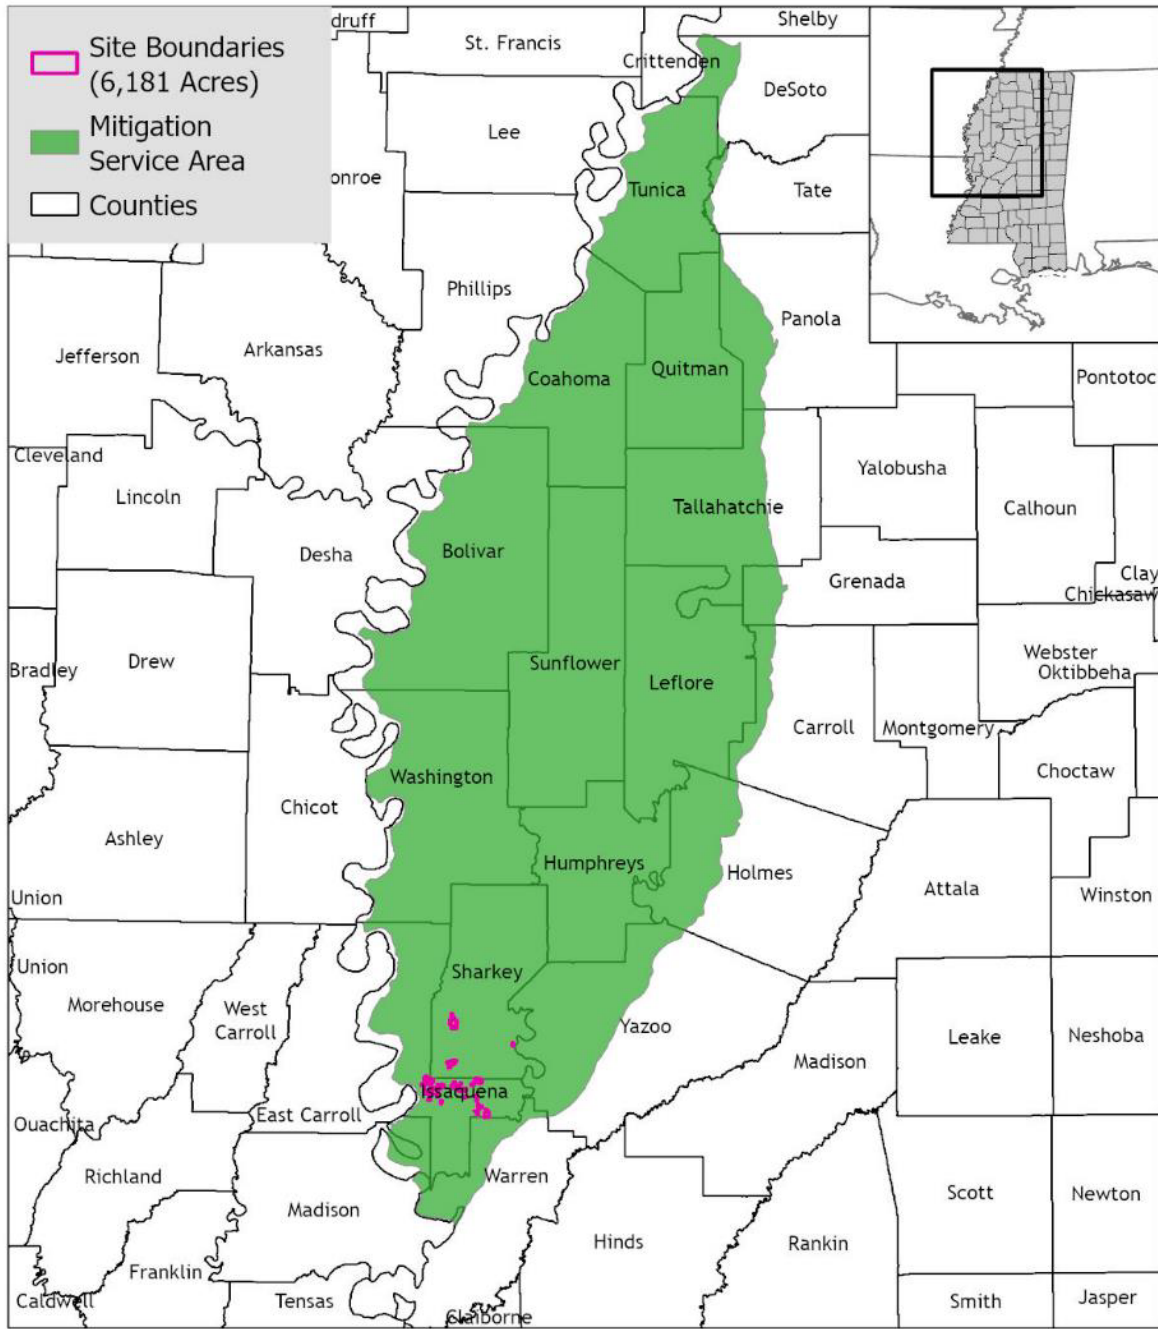 Site Boundaries
(6,181 Acres)
Mitigation
Service Area
Counties
druff
St. Francis
Crittenden
Shelby
DeSoto
Lee
onroe
Tunica
Tate
Phillips
Panola
Jefferson
Arkansas
Coahoma
Quitman
Pontotoc
Cleveland
Lincoln
Yalobusha
Tallahatchie
Calhoun
Desha
Bolivar
Grenada
Clay
Chickasaw
Bradley
Drew
Sunflower
Leflore
Webster
Oktibbeha
Carroll
Montgomery
Washington
Choctaw
Chicot
Ashley
Humphreys
Holmes
Attala
Winston
Union
Union
Sharkey
Morehouse
West
Carroll
Yazoo
Leake
Neshoba
Madison
Issaquena
East Carroll
Ouachita
Richland
Warren
Madison
Scott
Newton
Hinds
Rankin
Franklin
Caldwell
Tensas
Claiborne
Smith
Jasper